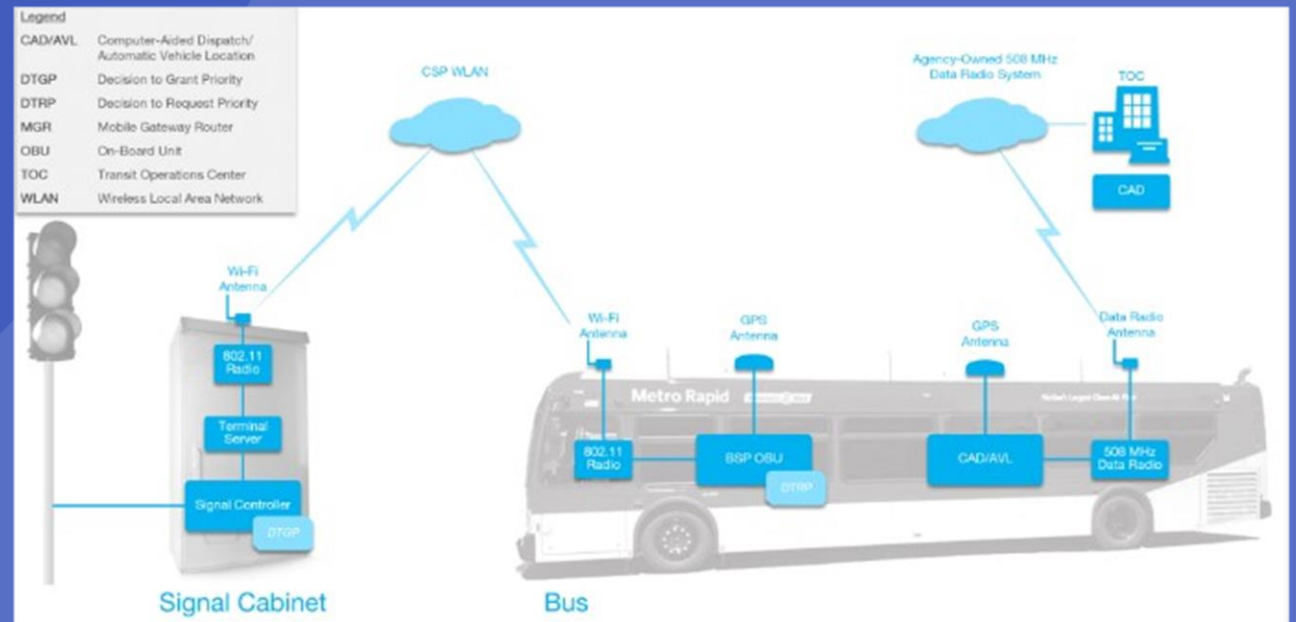 Legend
CAD/AVL Computer-Aided Dispatch/
Automatic Vehicle Location
DTGP Decision to Grant Priority
DTRP Decision to Request Priority
MGR Mobile Gateway Router
OBU On-Board Unit
TOC Transit Operations Center
WLAN Wireless Local Area Network
CSP WLAN
Agency-Owned 508 MHz
Data Radio System
TOC
CAD
Wi-Fi
Antenna
802.11
Radio
Terminal
Server
Signal Controller
DTGP
Signal Cabinet
Wi-Fi
Antenna
GPS
Antenna
GPS
Antenna
Data Radio
Antenna
Metro Rapid
802.11
Radio
BSP OBU
DTRP
CAD/AVL
508 MHz
Data Radio
Bus